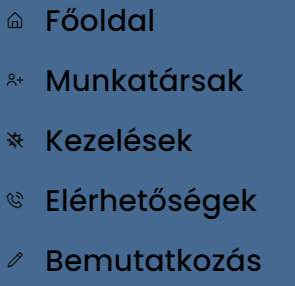 Főoldal
Munkatársak
Kezelések
Elérhetőségek
Bemutatkozás